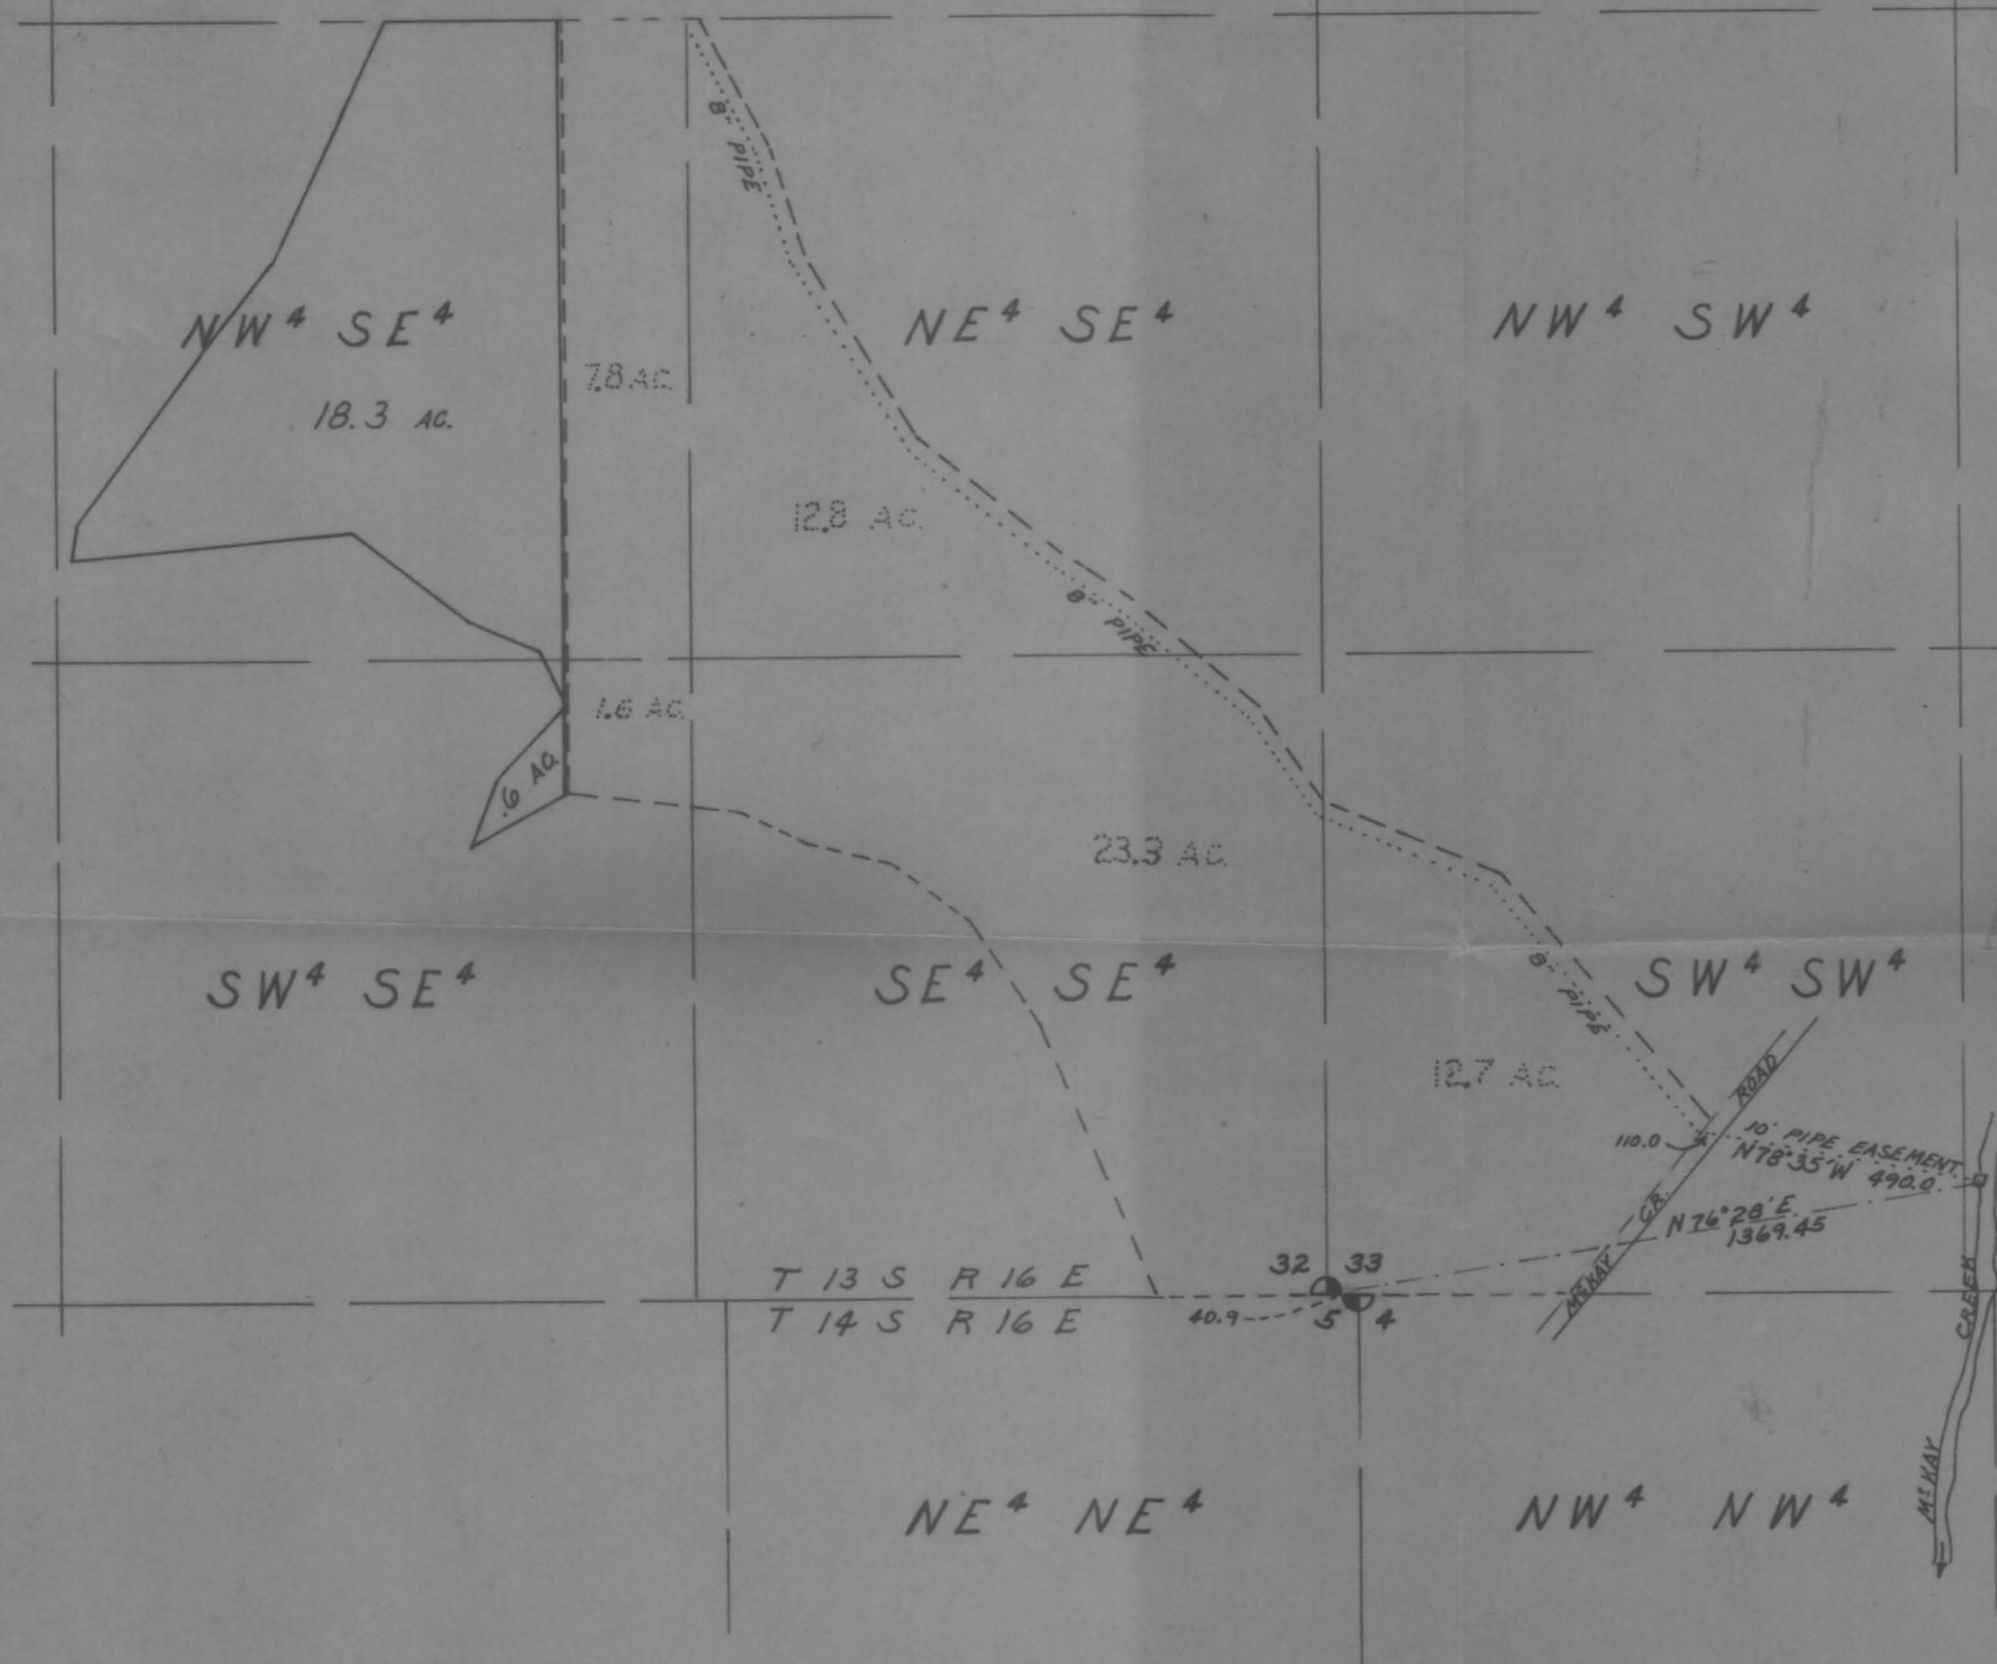 8" PIPE
NW⁴ SE⁴
NE⁴ SE⁴
NW⁴ SW⁴
7.8 AC.
18.3 AC.
12.8 AC.
8" PIPE
1.6 AC.
.6 AC.
23.3 AC.
SW⁴ SE⁴
SE⁴ SE⁴
8" PIPE
SW⁴ SW⁴
12.7 AC.
McKAY CR. ROAD
110.0
10' PIPE EASEMENT
N78°35'W 490.0
N76°28'E
1369.45
T 13 S R 16 E
32 33
T 14 S R 16 E
40.9
5 4
McKAY CREEK
NE⁴ NE⁴
NW⁴ NW⁴